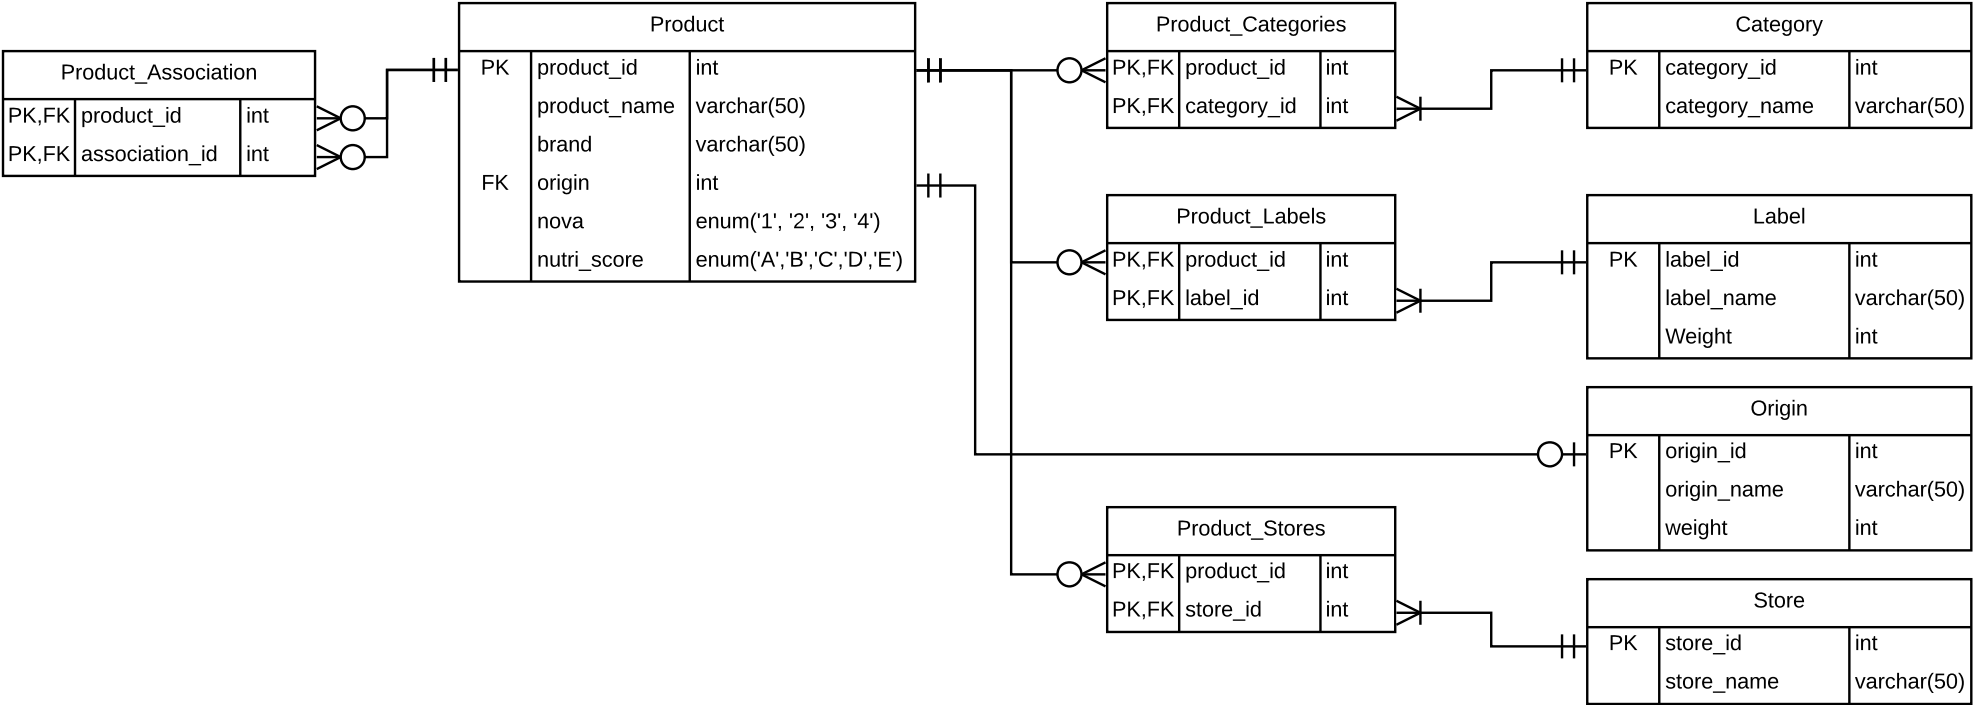 Product_Association
PK,FK product_id int
PK,FK association_id int
Product
PK product_id int
product_name varchar(50)
brand varchar(50)
FK origin int
nova enum('1', '2', '3', '4')
nutri_score enum('A','B','C','D','E')
Product_Categories
PK,FK product_id int
PK,FK category_id int
Category
PK category_id int
category_name varchar(50)
Product_Labels
PK,FK product_id int
PK,FK label_id int
Label
PK label_id int
label_name varchar(50)
Weight int
Origin
PK origin_id int
origin_name varchar(50)
weight int
Product_Stores
PK,FK product_id int
PK,FK store_id int
Store
PK store_id int
store_name varchar(50)